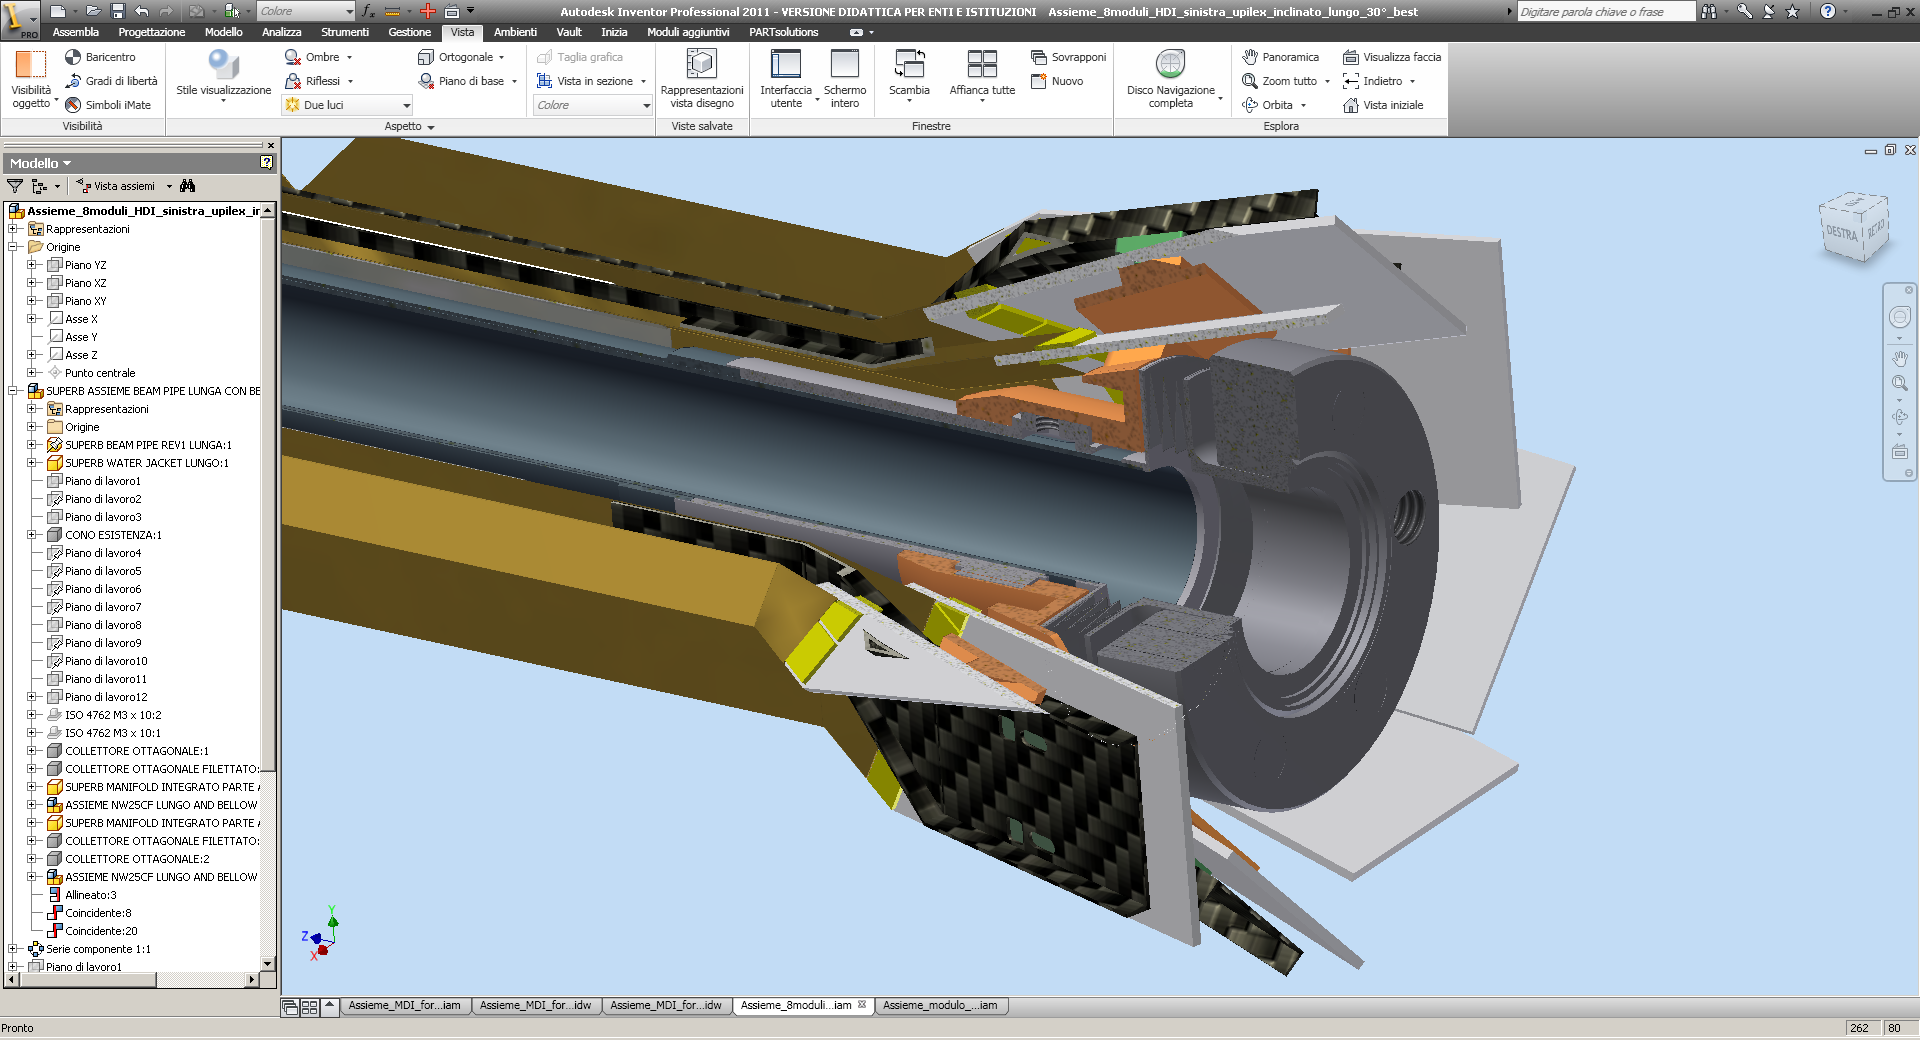 PRO
Colore
fx
Autodesk Inventor Professional 2011 - VERSIONE DIDATTICA PER ENTI E ISTITUZIONI   Assieme_8moduli_HDI_sinistra_upilex_inclinato_lungo_30°_best
Digitare parola chiave o frase
Assembla Progettazione Modello Analizza Strumenti Gestione Vista Ambienti Vault Inizia Moduli aggiuntivi PARTsolutions
Visibilità oggetto
Baricentro
Gradi di libertà
Simboli iMate
Visibilità
Stile visualizzazione
Ombre
Riflessi
Due luci
Ortogonale
Piano di base
Taglia grafica
Vista in sezione
Colore
Aspetto
Rappresentazioni vista disegno
Viste salvate
Interfaccia utente
Schermo intero
Scambia
Affianca tutte
Sovrapponi
Nuovo
Finestre
Disco Navigazione completa
Panoramica
Zoom tutto
Orbita
Visualizza faccia
Indietro
Vista iniziale
Esplora
Modello
Vista assiemi
Assieme_8moduli_HDI_sinistra_upilex_in
Rappresentazioni
Origine
Piano YZ
Piano XZ
Piano XY
Asse X
Asse Y
Asse Z
Punto centrale
SUPERB ASSIEME BEAM PIPE LUNGA CON BE
Rappresentazioni
Origine
SUPERB BEAM PIPE REV1 LUNGA:1
SUPERB WATER JACKET LUNGO:1
Piano di lavoro1
Piano di lavoro2
Piano di lavoro3
CONO ESISTENZA:1
Piano di lavoro4
Piano di lavoro5
Piano di lavoro6
Piano di lavoro7
Piano di lavoro8
Piano di lavoro9
Piano di lavoro10
Piano di lavoro11
Piano di lavoro12
ISO 4762 M3 x 10:2
ISO 4762 M3 x 10:1
COLLETTORE OTTAGONALE:1
COLLETTORE OTTAGONALE FILETTATO:
SUPERB MANIFOLD INTEGRATO PARTE A
ASSIEME NW25CF LUNGO AND BELLOW
SUPERB MANIFOLD INTEGRATO PARTE A
COLLETTORE OTTAGONALE FILETTATO:
COLLETTORE OTTAGONALE:2
ASSIEME NW25CF LUNGO AND BELLOW
Allineato:3
Coincidente:8
Coincidente:20
Serie componente 1:1
Piano di lavoro1
DESTRA
RETRO
Y
Z
X
Assieme_MDI_for...iam
Assieme_MDI_for...idw
Assieme_MDI_for...idw
Assieme_8moduli...iam
Assieme_modulo_...iam
Pronto
262 80